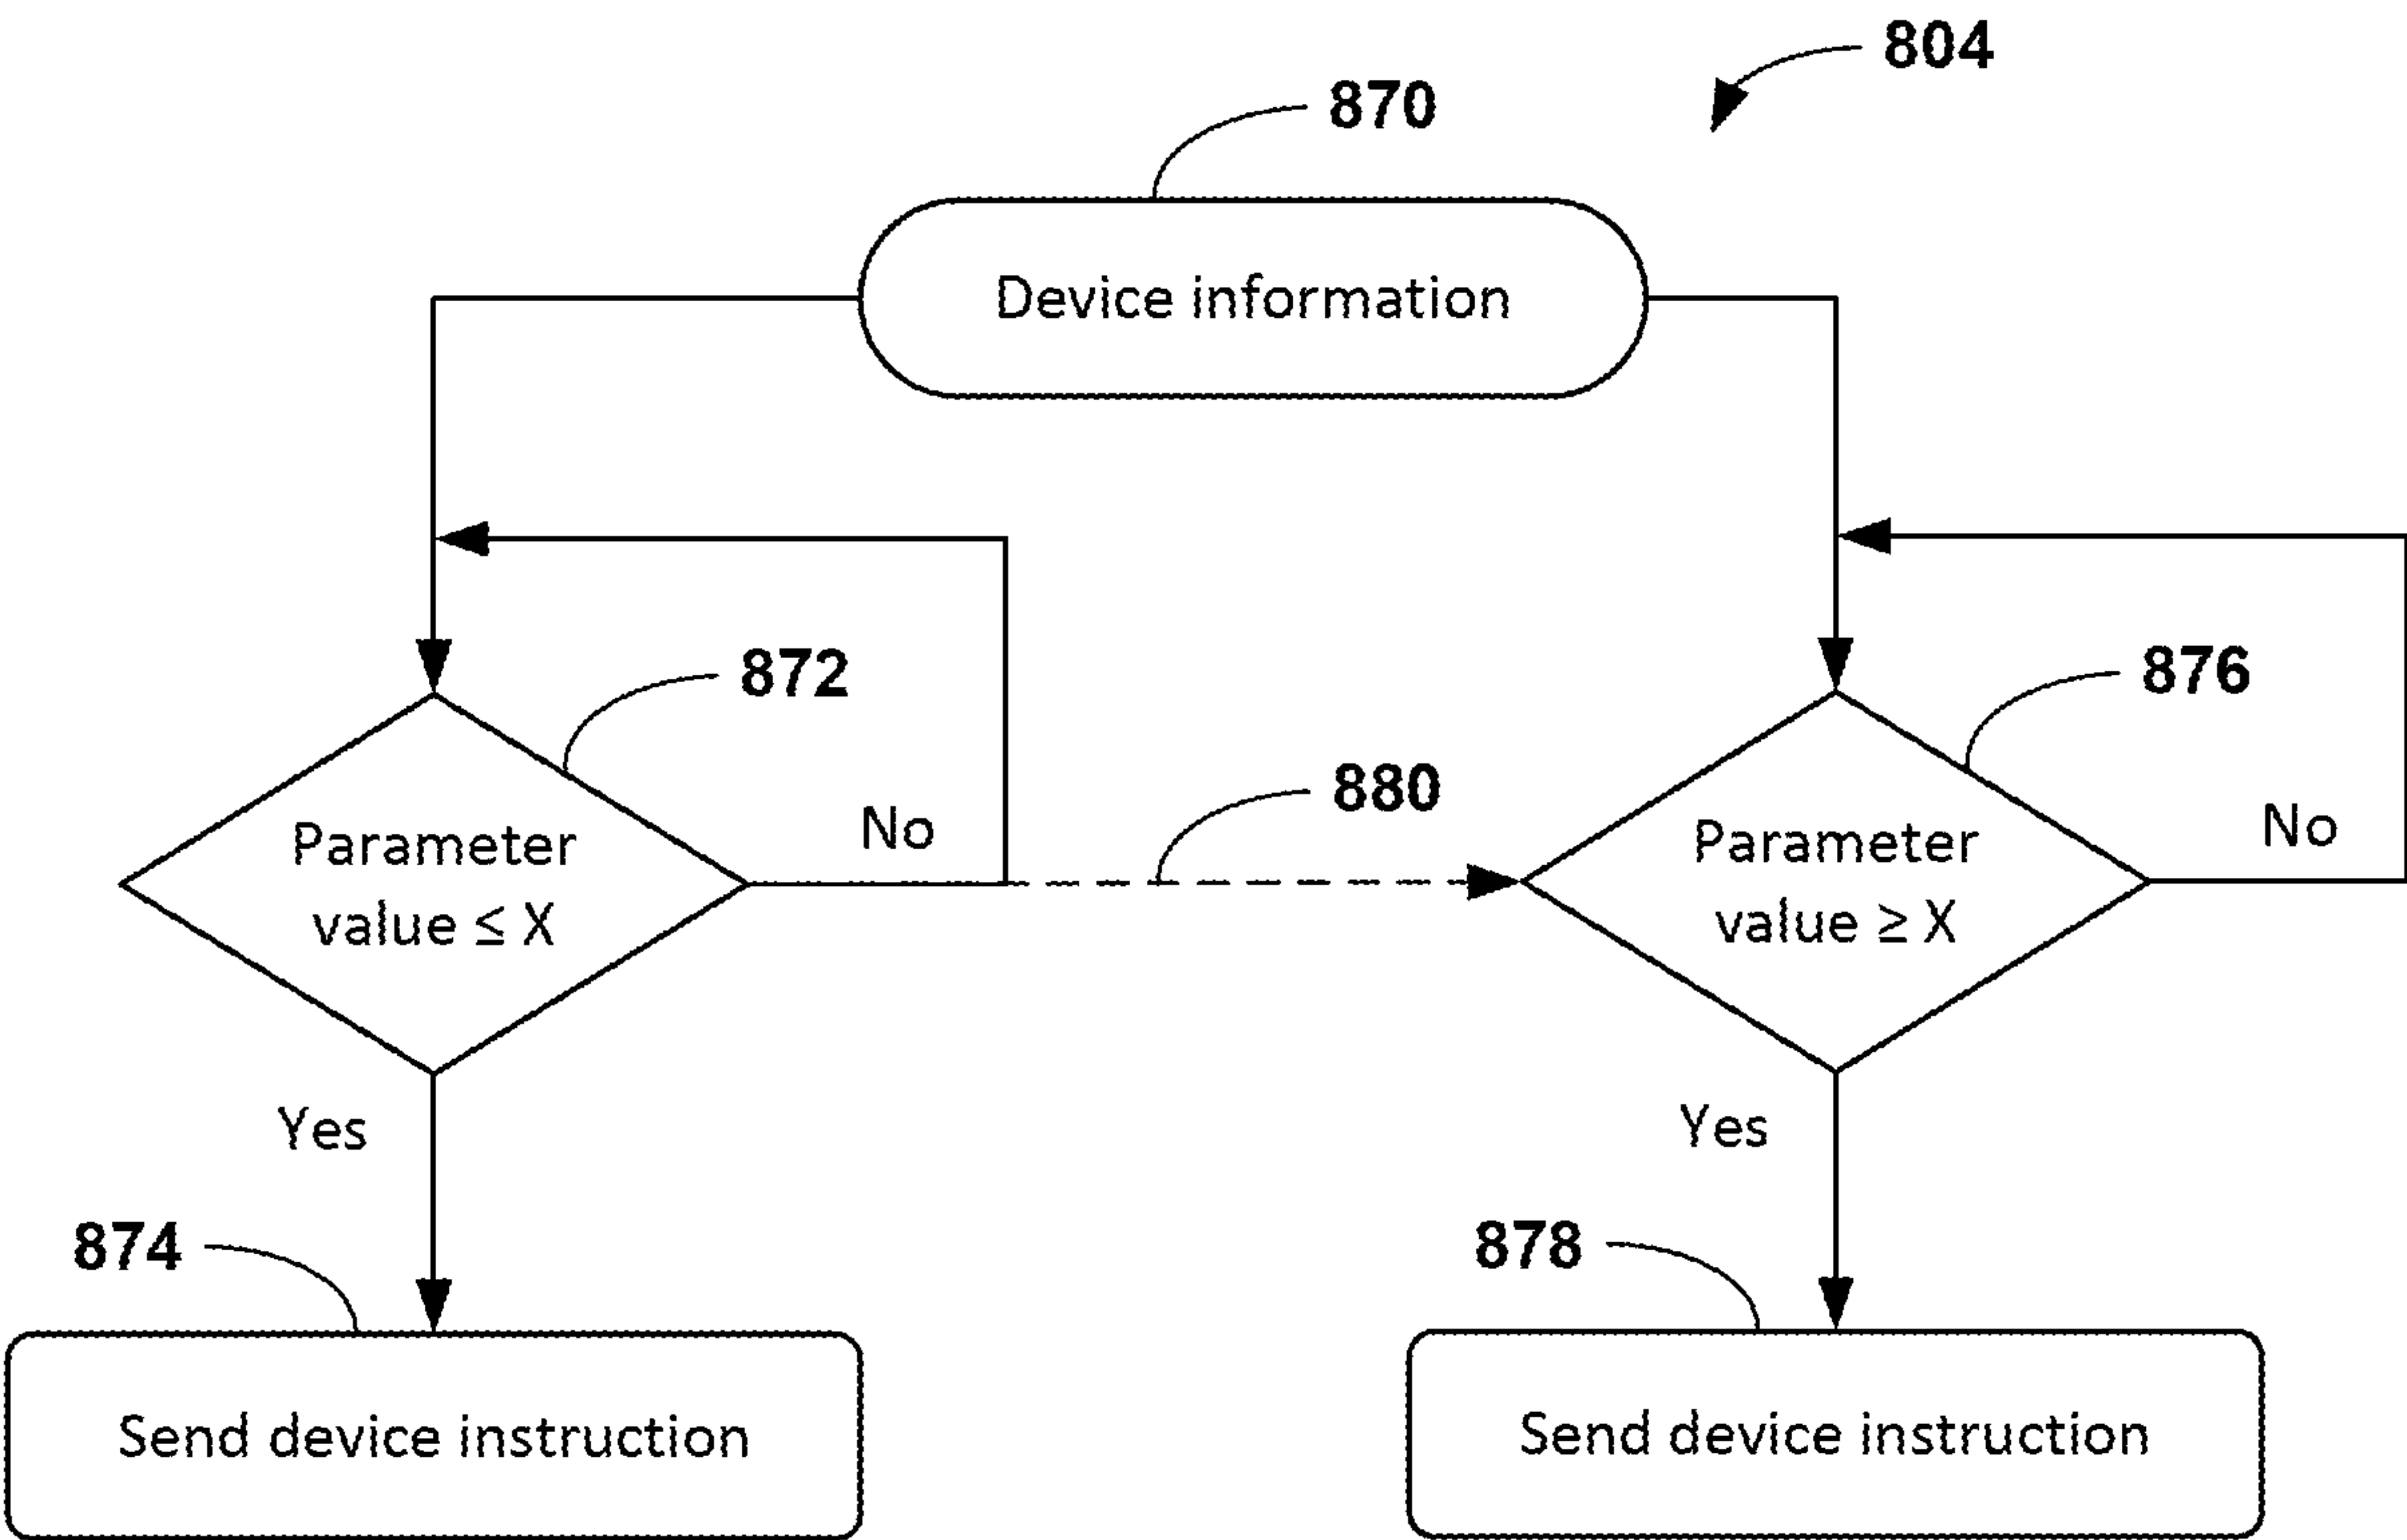 804
870
Device information
872
876
880
No
No
Parameter
value ≤ X
Parameter
value ≥ X
Yes
Yes
874
878
Send device instruction
Send device instruction